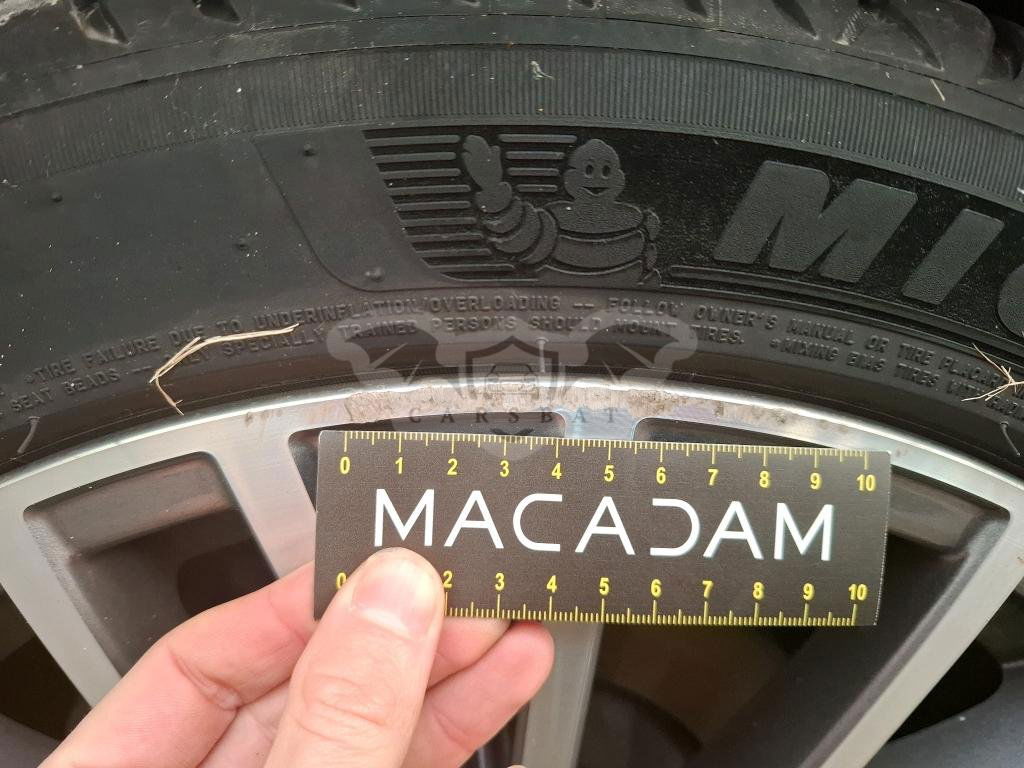 MIC
•TIRE FAILURE DUE TO UNDERINFLATION/OVERLOADING — FOLLOW OWNER'S MANUAL OR TIRE PLACARD
SEAT BEADS — ONLY SPECIALLY TRAINED PERSONS SHOULD MOUNT TIRES. •MIXING TIRES
CARSBAT
0 1 2 3 4 5 6 7 8 9 10
MACADAM
0 2 3 4 5 6 7 8 9 10